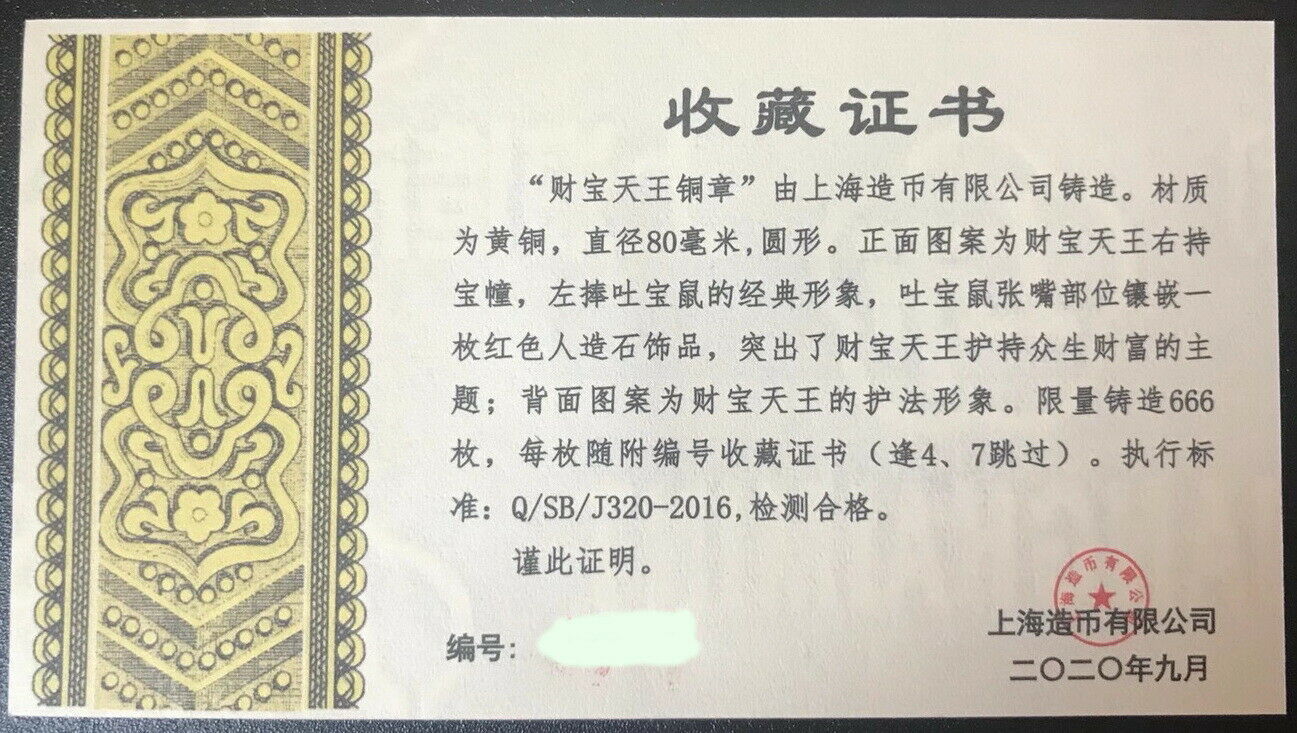 收藏证书
“财宝天王铜章”由上海造币有限公司铸造。材质
为黄铜，直径80毫米,圆形。正面图案为财宝天王右持
宝幢，左捧吐宝鼠的经典形象，吐宝鼠张嘴部位镶嵌一
枚红色人造石饰品，突出了财宝天王护持众生财富的主
题；背面图案为财宝天王的护法形象。限量铸造666
枚，每枚随附编号收藏证书（逢4、7跳过）。执行标
准：Q/SB/J320-2016,检测合格。
谨此证明。
海造币有限公
编号：
上海造币有限公司
二〇二〇年九月